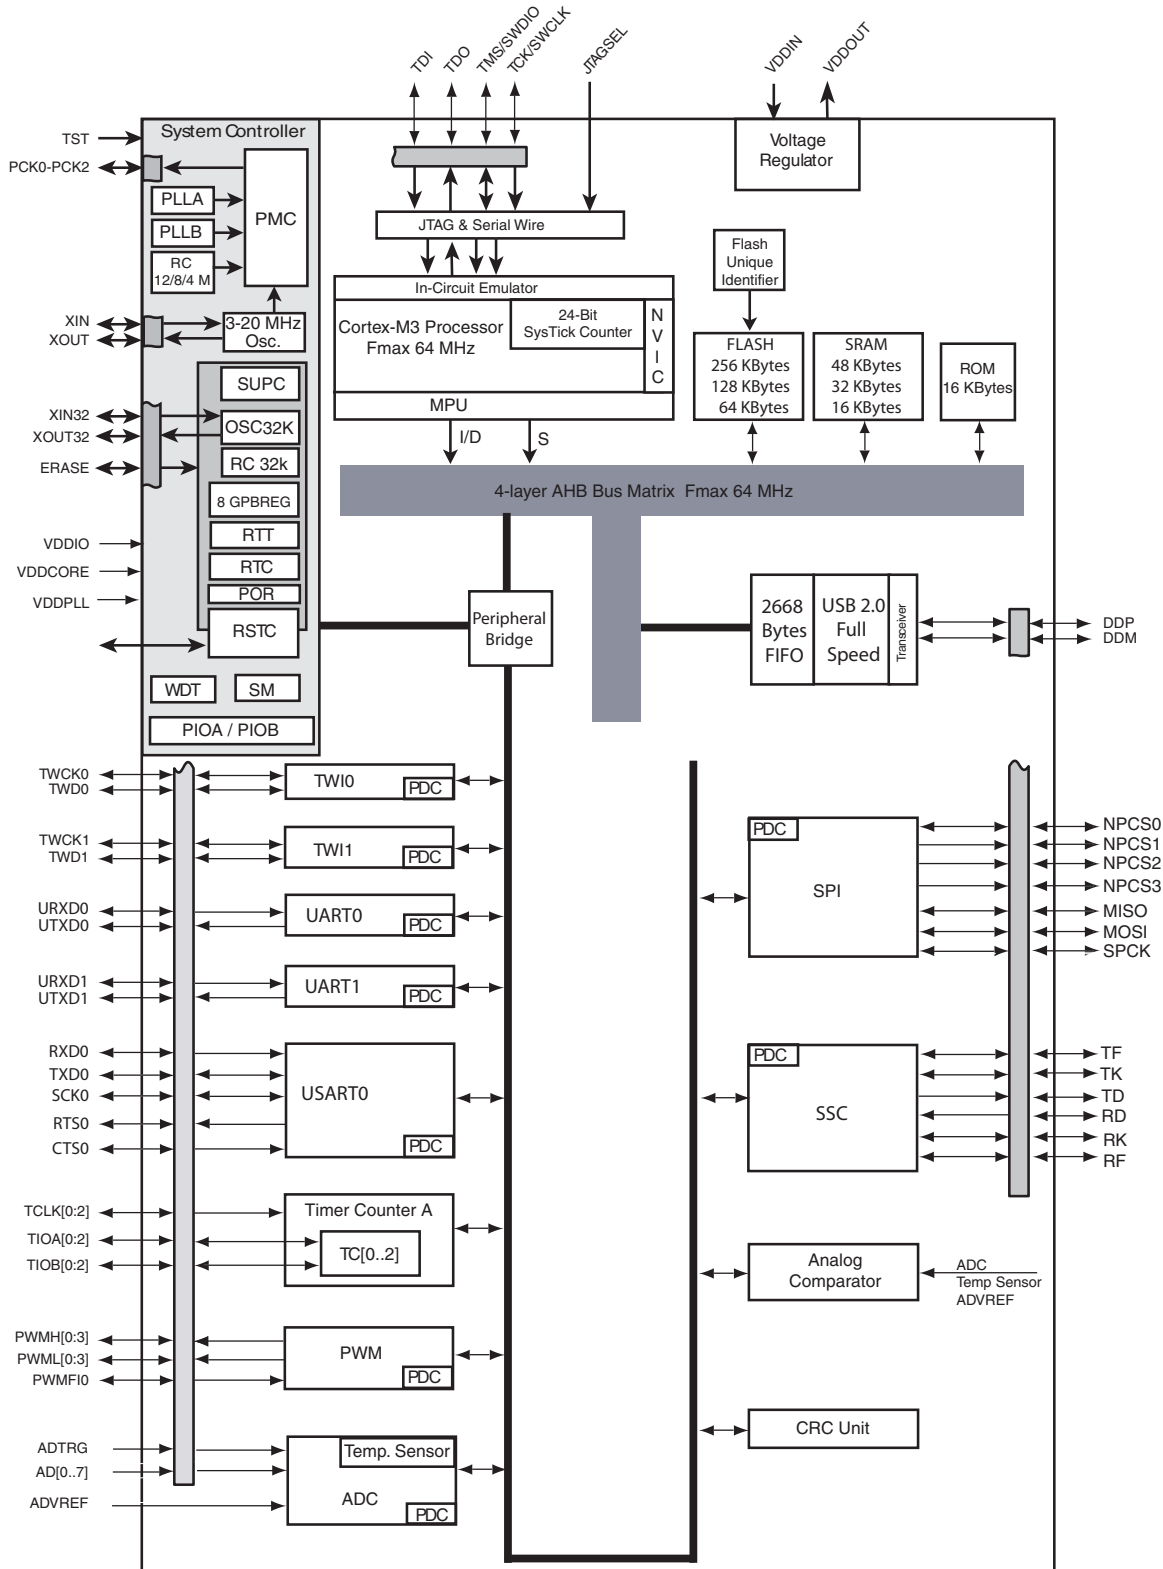 TDI
TDO
TMS/SWDIO
TCK/SWCLK
JTAGSEL
VDDIN
VDDOUT
TST
System Controller
Voltage
Regulator
PCK0-PCK2
PLLA
PMC
PLLB
JTAG & Serial Wire
RC
12/8/4 M
Flash
Unique
Identifier
In-Circuit Emulator
XIN
XOUT
3-20 MHz
Osc.
Cortex-M3 Processor
Fmax 64 MHz
24-Bit
SysTick Counter
N
V
I
C
FLASH
256 KBytes
128 KBytes
64 KBytes
SRAM
48 KBytes
32 KBytes
16 KBytes
ROM
16 KBytes
SUPC
MPU
XIN32
XOUT32
OSC32K
I/D
S
ERASE
RC 32k
4-layer AHB Bus Matrix Fmax 64 MHz
8 GPBREG
VDDIO
RTT
VDDCORE
RTC
VDDPLL
POR
RSTC
Peripheral
Bridge
2668
Bytes
FIFO
USB 2.0
Full
Speed
Transceiver
DDP
DDM
WDT
SM
PIOA / PIOB
TWCK0
TWD0
TWI0
PDC
TWCK1
TWD1
TWI1
PDC
URXD0
UTXD0
UART0
PDC
URXD1
UTXD1
UART1
PDC
RXD0
TXD0
SCK0
RTS0
CTS0
USART0
PDC
TCLK[0:2]
TIOA[0:2]
TIOB[0:2]
Timer Counter A
TC[0..2]
PWMH[0:3]
PWML[0:3]
PWMFI0
PWM
PDC
ADTRG
AD[0..7]
ADVREF
Temp. Sensor
ADC
PDC
PDC
SPI
NPCS0
NPCS1
NPCS2
NPCS3
MISO
MOSI
SPCK
PDC
SSC
TF
TK
TD
RD
RK
RF
Analog
Comparator
ADC
Temp Sensor
ADVREF
CRC Unit